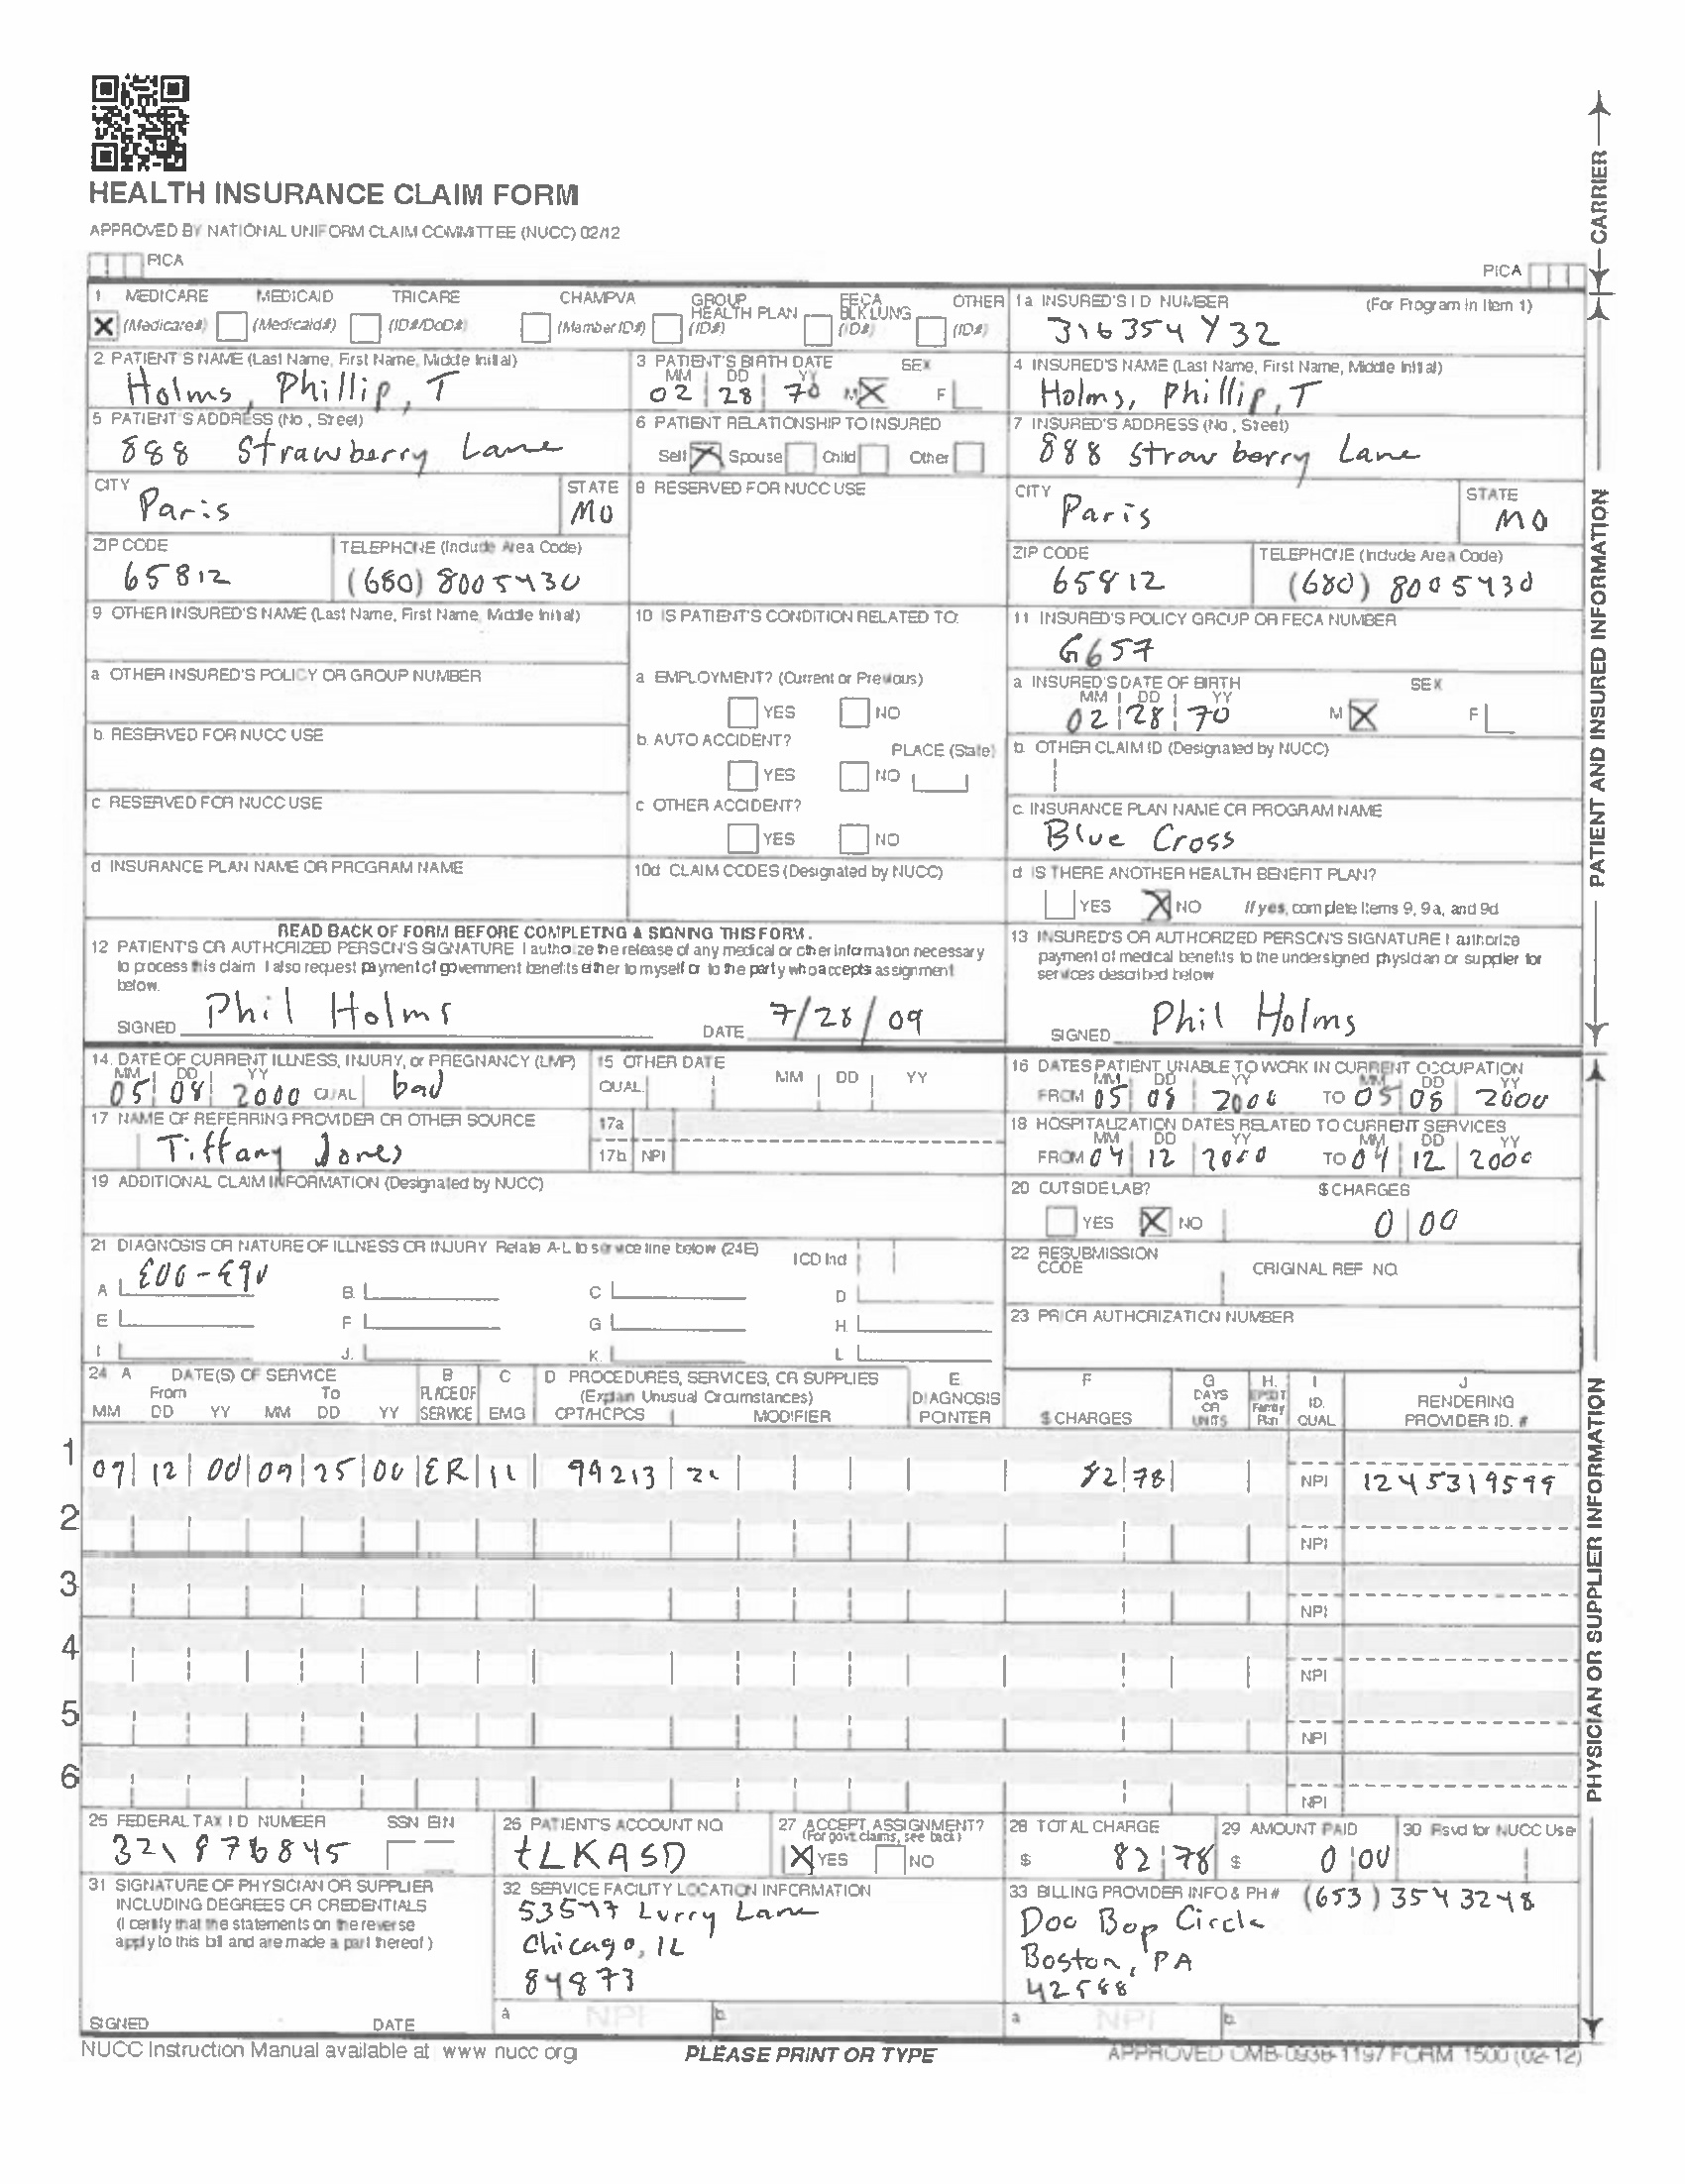 HEALTH INSURANCE CLAIM FORM
APPROVED BY NATIONAL UNIFORM CLAIM COMMITTEE (NUCC) 02/12
PICA
PICA
CARRIER
1 MEDICARE MEDICAID TRICARE CHAMPVA GROUP HEALTH PLAN FECA BLK LUNG OTHER
X (Medicare#) (Medicaid#) (ID#/DoD#) (Member ID#) (ID#) (ID#) (ID#)
1a INSURED'S ID NUMBER (For Program in Item 1)
316354Y32
2 PATIENT'S NAME (Last Name, First Name, Middle Initial)
Holms, Phillip, T
3 PATIENT'S BIRTH DATE SEX
MM DD YY
02 28 70 M X F
4 INSURED'S NAME (Last Name, First Name, Middle Initial)
Holms, Phillip, T
5 PATIENT'S ADDRESS (No, Street)
888 Strawberry Lane
6 PATIENT RELATIONSHIP TO INSURED
Self X Spouse Child Other
7 INSURED'S ADDRESS (No, Street)
888 Strawberry Lane
CITY STATE
Paris MO
8 RESERVED FOR NUCC USE
CITY STATE
Paris MO
ZIP CODE TELEPHONE (Include Area Code)
65812 (680) 8005430
ZIP CODE TELEPHONE (Include Area Code)
65812 (680) 8005430
9 OTHER INSURED'S NAME (Last Name, First Name, Middle Initial)
10 IS PATIENT'S CONDITION RELATED TO:
11 INSURED'S POLICY GROUP OR FECA NUMBER
G657
a OTHER INSURED'S POLICY OR GROUP NUMBER
a EMPLOYMENT? (Current or Previous)
YES NO
a INSURED'S DATE OF BIRTH SEX
MM DD YY
02 28 70 M X F
b. RESERVED FOR NUCC USE
b. AUTO ACCIDENT? PLACE (State)
YES NO
b. OTHER CLAIM ID (Designated by NUCC)
c RESERVED FOR NUCC USE
c OTHER ACCIDENT?
YES NO
c. INSURANCE PLAN NAME OR PROGRAM NAME
Blue Cross
d INSURANCE PLAN NAME OR PROGRAM NAME
10d CLAIM CODES (Designated by NUCC)
d IS THERE ANOTHER HEALTH BENEFIT PLAN?
YES X NO If yes, complete Items 9, 9a, and 9d
PATIENT AND INSURED INFORMATION
READ BACK OF FORM BEFORE COMPLETING & SIGNING THIS FORM.
12 PATIENT'S OR AUTHORIZED PERSON'S SIGNATURE I authorize the release of any medical or other information necessary
to process this claim I also request payment of government benefits either to myself or to the party who accepts assignment
below.
SIGNED Phil Holms DATE 7/28/09
13 INSURED'S OR AUTHORIZED PERSON'S SIGNATURE I authorize
payment of medical benefits to the undersigned physician or supplier for
services described below
SIGNED Phil Holms
14. DATE OF CURRENT ILLNESS, INJURY, or PREGNANCY (LMP)
MM DD YY
05 08 2000 QUAL bad
15 OTHER DATE
QUAL MM DD YY
16 DATES PATIENT UNABLE TO WORK IN CURRENT OCCUPATION
MM DD YY MM DD YY
FROM 05 08 2000 TO 05 08 2000
17 NAME OF REFERRING PROVIDER OR OTHER SOURCE
Tiffany Jones
17a
17b NPI
18 HOSPITALIZATION DATES RELATED TO CURRENT SERVICES
MM DD YY MM DD YY
FROM 04 12 2000 TO 04 12 2000
19 ADDITIONAL CLAIM INFORMATION (Designated by NUCC)
20 OUTSIDE LAB? $ CHARGES
YES X NO 0 00
21 DIAGNOSIS OR NATURE OF ILLNESS OR INJURY Relate A-L to service line below (24E) ICD Ind
A E00-E90 B. C D
E F G H.
I J. K. L
22 RESUBMISSION CODE ORIGINAL REF NO.
23 PRIOR AUTHORIZATION NUMBER
24 A DATE(S) OF SERVICE B C D PROCEDURES, SERVICES, OR SUPPLIES E. F G H. I J
From To PLACE OF (Explain Unusual Circumstances) DIAGNOSIS DAYS OR UNITS EPSDT Family Plan ID. RENDERING
MM DD YY MM DD YY SERVICE EMG CPT/HCPCS MODIFIER POINTER $ CHARGES QUAL PROVIDER ID. #
1 07 12 00 09 25 00 ER 11 99213 82 78 NPI 1245319599
2 NPI
3 NPI
4 NPI
5 NPI
6 NPI
25 FEDERAL TAX ID NUMBER SSN EIN
321876845
26 PATIENT'S ACCOUNT NO
tLKASD
27 ACCEPT ASSIGNMENT?
(For govt claims, see back)
X YES NO
28 TOTAL CHARGE
$ 82 78
29 AMOUNT PAID
$ 0 00
30 Rsvd for NUCC Use
31 SIGNATURE OF PHYSICIAN OR SUPPLIER
INCLUDING DEGREES OR CREDENTIALS
(I certify that the statements on the reverse
apply to this bill and are made a part thereof)
SIGNED DATE
32 SERVICE FACILITY LOCATION INFORMATION
Lurry Lane
Chicago, IL
84873
a NPI b.
33 BILLING PROVIDER INFO & PH # (653) 3543248
Doo Bop Circle
Boston, PA
42588
a NPI b.
PHYSICIAN OR SUPPLIER INFORMATION
NUCC Instruction Manual available at www nucc org
PLEASE PRINT OR TYPE
APPROVED OMB-0938-1197 FORM 1500 (02-12)